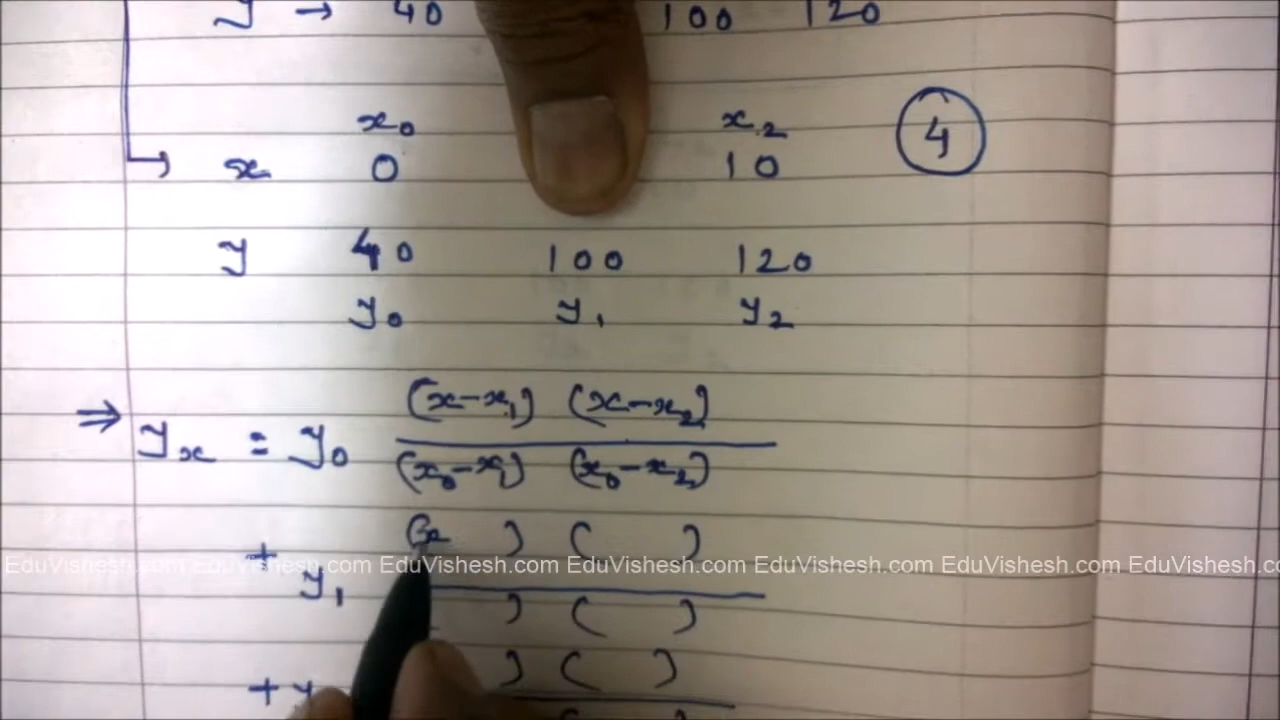 y → 40 100 120
x₀ x₂
x 0 10 ④
y 40 100 120
y₀ y₁ y₂
⇒ yₓ = y₀ (x-x₁) (x-x₂)
(x₀-x₁) (x₀-x₂)
(x ) ( )
+ y₁
EduVishesh.com EduVishesh.com EduVishesh.com EduVishesh.com EduVishesh.com EduVishesh.com EduVishesh.com
) ( )
+ y ) ( )